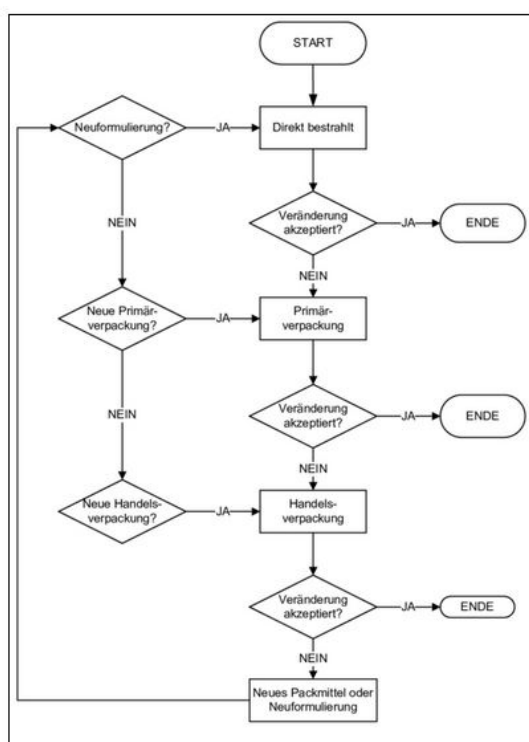 START
Neuformulierung?
JA
Direkt bestrahlt
NEIN
Veränderung
akzeptiert?
JA
ENDE
NEIN
Neue Primär-
verpackung?
JA
Primär-
verpackung
NEIN
Veränderung
akzeptiert?
JA
ENDE
NEIN
Neue Handels-
verpackung?
JA
Handels-
verpackung
Veränderung
akzeptiert?
JA
ENDE
NEIN
Neues Packmittel oder
Neuformulierung